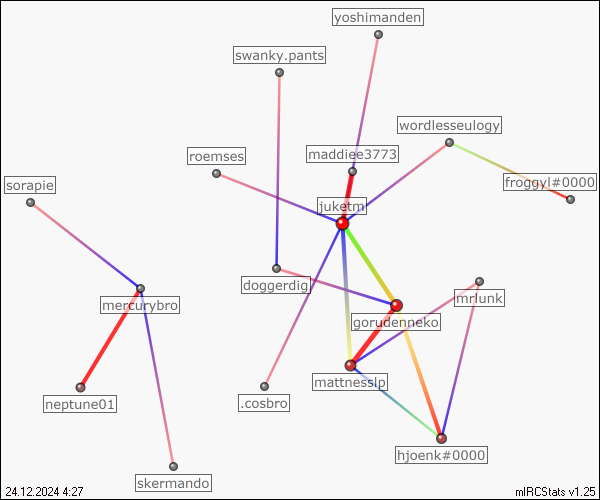 yoshimanden
swanky.pants
wordlesseulogy
roemses
maddiee3773
froggyl#0000
sorapie
juketm
doggerdig
mrlunk
mercurybro
gorudenneko
mattnesslp
neptune01
.cosbro
hjoenk#0000
skermando
24.12.2024 4:27
mIRCStats v1.25